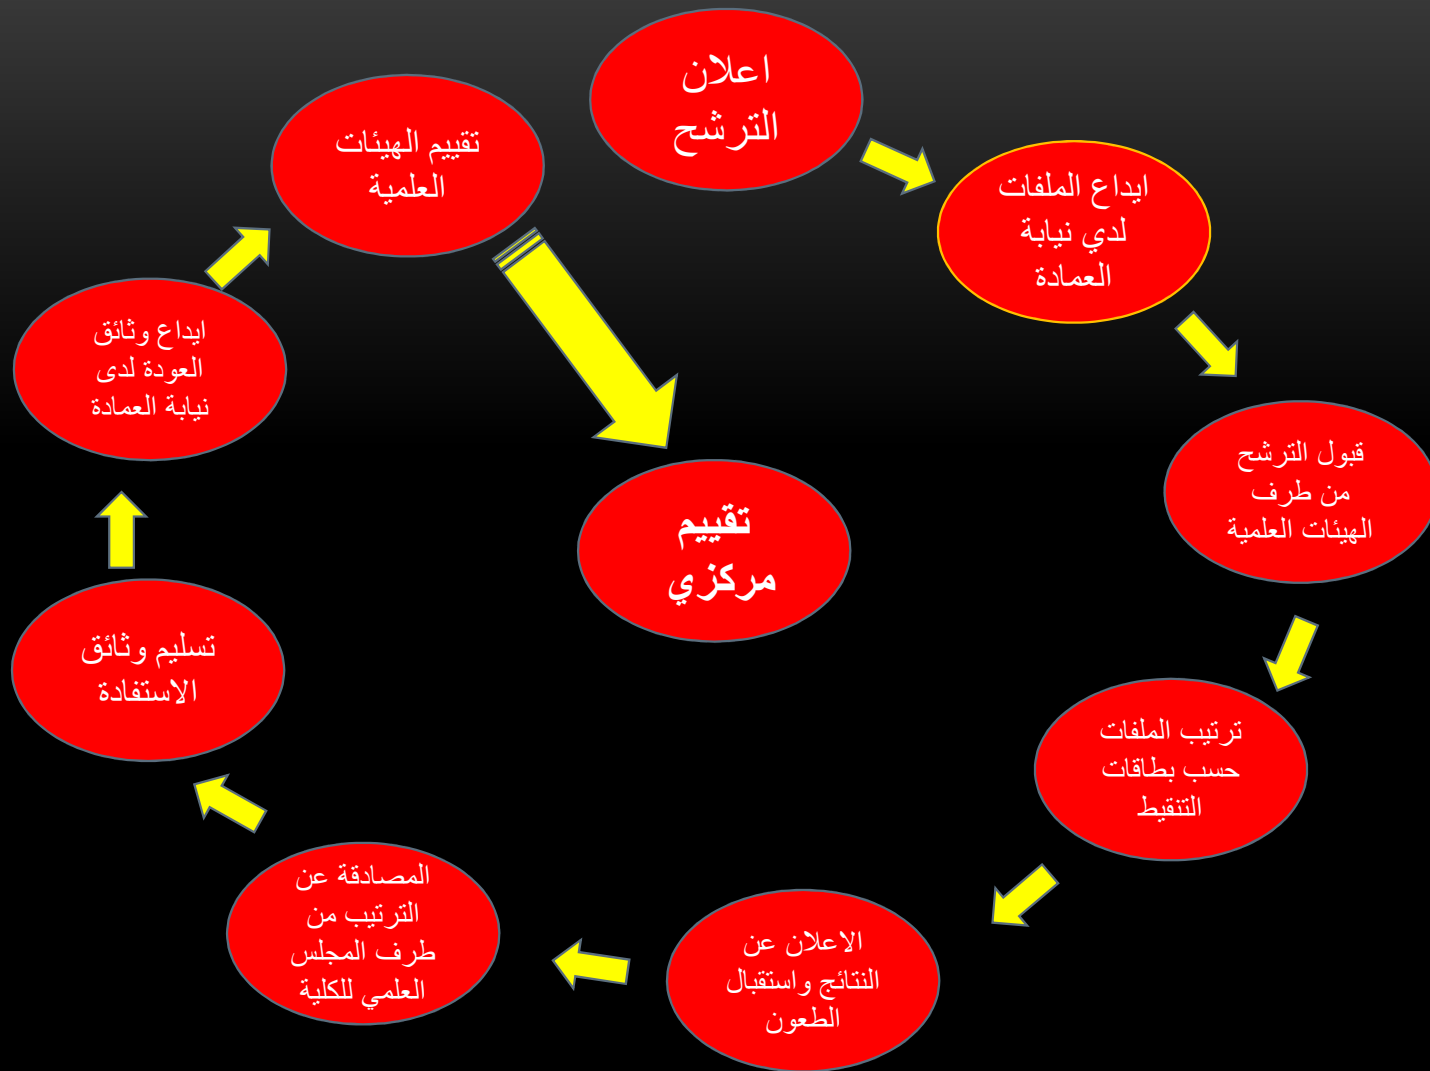 اعلان
الترشح
ايداع الملفات
لدي نيابة
العمادة
قبول الترشح
من طرف
الهيئات العلمية
ترتيب الملفات
حسب بطاقات
التنقيط
الاعلان عن
النتائج واستقبال
الطعون
المصادقة عن
الترتيب من
طرف المجلس
العلمي للكلية
تسليم وثائق
الاستفادة
ايداع وثائق
العودة لدى
نيابة العمادة
تقييم الهيئات
العلمية
تقييم
مركزي